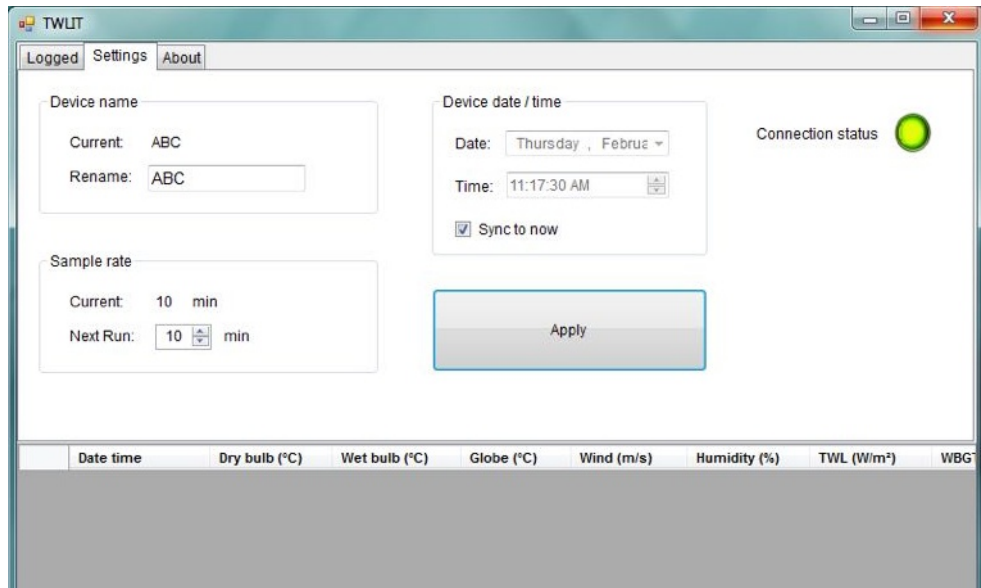 TWLIT
Logged Settings About
Device name
Current: ABC
Rename: ABC
Device date / time
Date: Thursday , Februa
Time: 11:17:30 AM
Sync to now
Connection status
Sample rate
Current: 10 min
Next Run: 10 min
Apply
Date time Dry bulb (°C) Wet bulb (°C) Globe (°C) Wind (m/s) Humidity (%) TWL (W/m²) WBGT